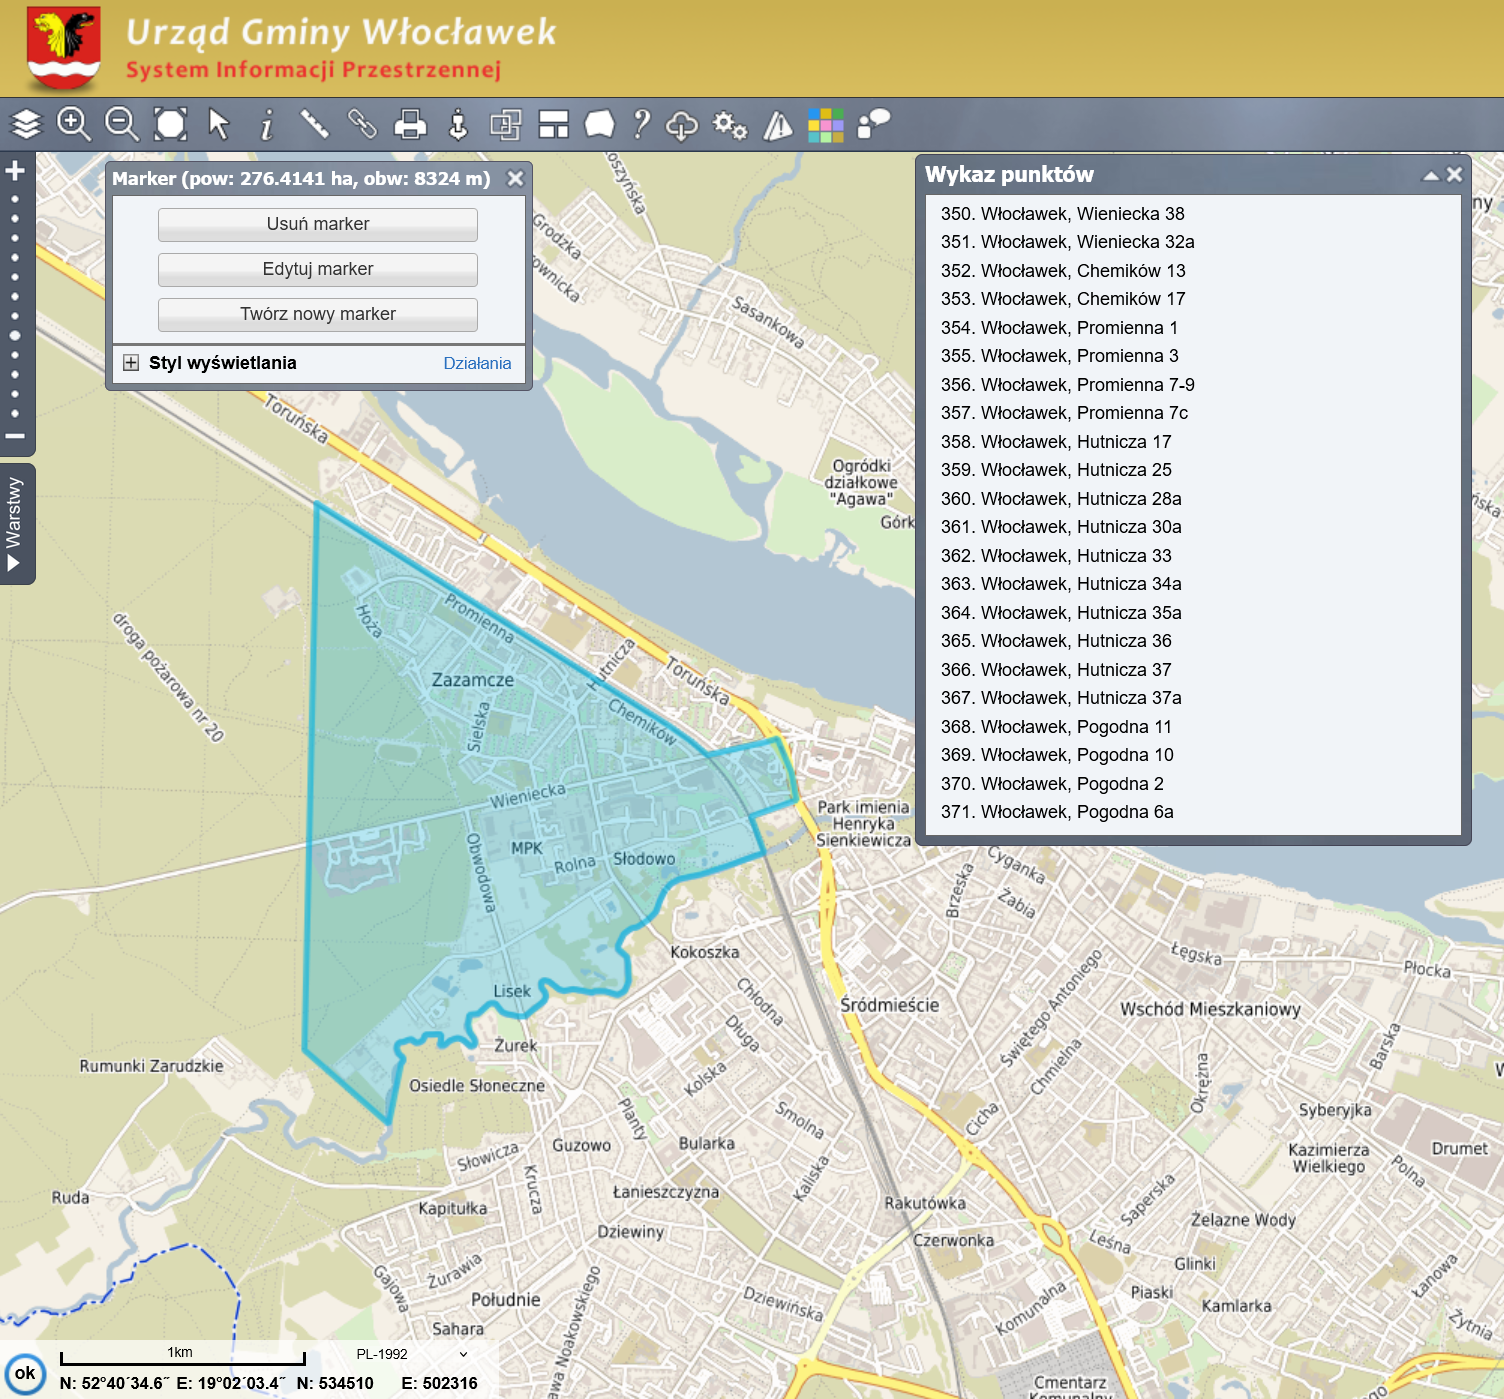 Urząd Gminy Włocławek
System Informacji Przestrzennej
Marker (pow: 276.4141 ha, obw: 8324 m)
Usuń marker
Edytuj marker
Twórz nowy marker
Styl wyświetlania
Działania
Warstwy
Wykaz punktów
350. Włocławek, Wieniecka 38
351. Włocławek, Wieniecka 32a
352. Włocławek, Chemików 13
353. Włocławek, Chemików 17
354. Włocławek, Promienna 1
355. Włocławek, Promienna 3
356. Włocławek, Promienna 7-9
357. Włocławek, Promienna 7c
358. Włocławek, Hutnicza 17
359. Włocławek, Hutnicza 25
360. Włocławek, Hutnicza 28a
361. Włocławek, Hutnicza 30a
362. Włocławek, Hutnicza 33
363. Włocławek, Hutnicza 34a
364. Włocławek, Hutnicza 35a
365. Włocławek, Hutnicza 36
366. Włocławek, Hutnicza 37
367. Włocławek, Hutnicza 37a
368. Włocławek, Pogodna 11
369. Włocławek, Pogodna 10
370. Włocławek, Pogodna 2
371. Włocławek, Pogodna 6a
Grodzka
Sasankowa
Toruńska
Ogródki
działkowe
"Agawa"
Górk
droga pożarowa nr 20
Hoża
Promienna
Hutnicza
Toruńska
Zazamcze
Sielska
Chemików
Wieniecka
Park imienia
Henryka
Sienkiewicza
MPK
Rolna
Słodowo
Obwodowa
Cyganka
Brzeska
Żabia
Kokoszka
Łęgska
Płocka
Lisek
Chłodna
Śródmieście
Świętego Antoniego
Wschód Mieszkaniowy
Długa
Żurek
Barska
Rumunki Zarudzkie
Osiedle Słoneczne
Kolska
Chmielna
Okrężna
Planty
Smolna
Cicha
Syberyjka
Guzowo
Bularka
Kazimierza
Wielkiego
Drumet
Słowicza
Polna
Ruda
Krucza
Łanieszczyzna
Kaliska
Saperska
Kapitułka
Rakutówka
Dziewiny
Żelazne Wody
Czerwonka
Leśna
Gajowa
Żurawia
Glinki
Łanowa
Południe
Dziewińska
Piaski
Kamlarka
Komunalna
Żytnia
Sahara
awa Noakowskiego
Cmentarz
Komunalny
1km
PL-1992
ok
N: 52°40´34.6˝ E: 19°02´03.4˝ N: 534510 E: 502316